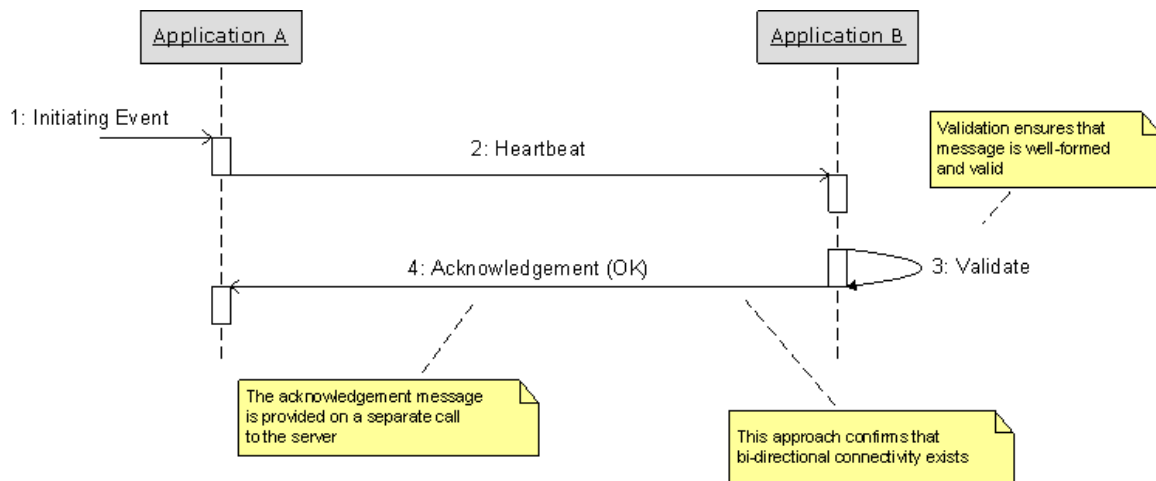 Application A
Application B
1: Initiating Event
2: Heartbeat
Validation ensures that
message is well-formed
and valid
4: Acknowledgement (OK)
3: Validate
The acknowledgement message
is provided on a separate call
to the server
This approach confirms that
bi-directional connectivity exists